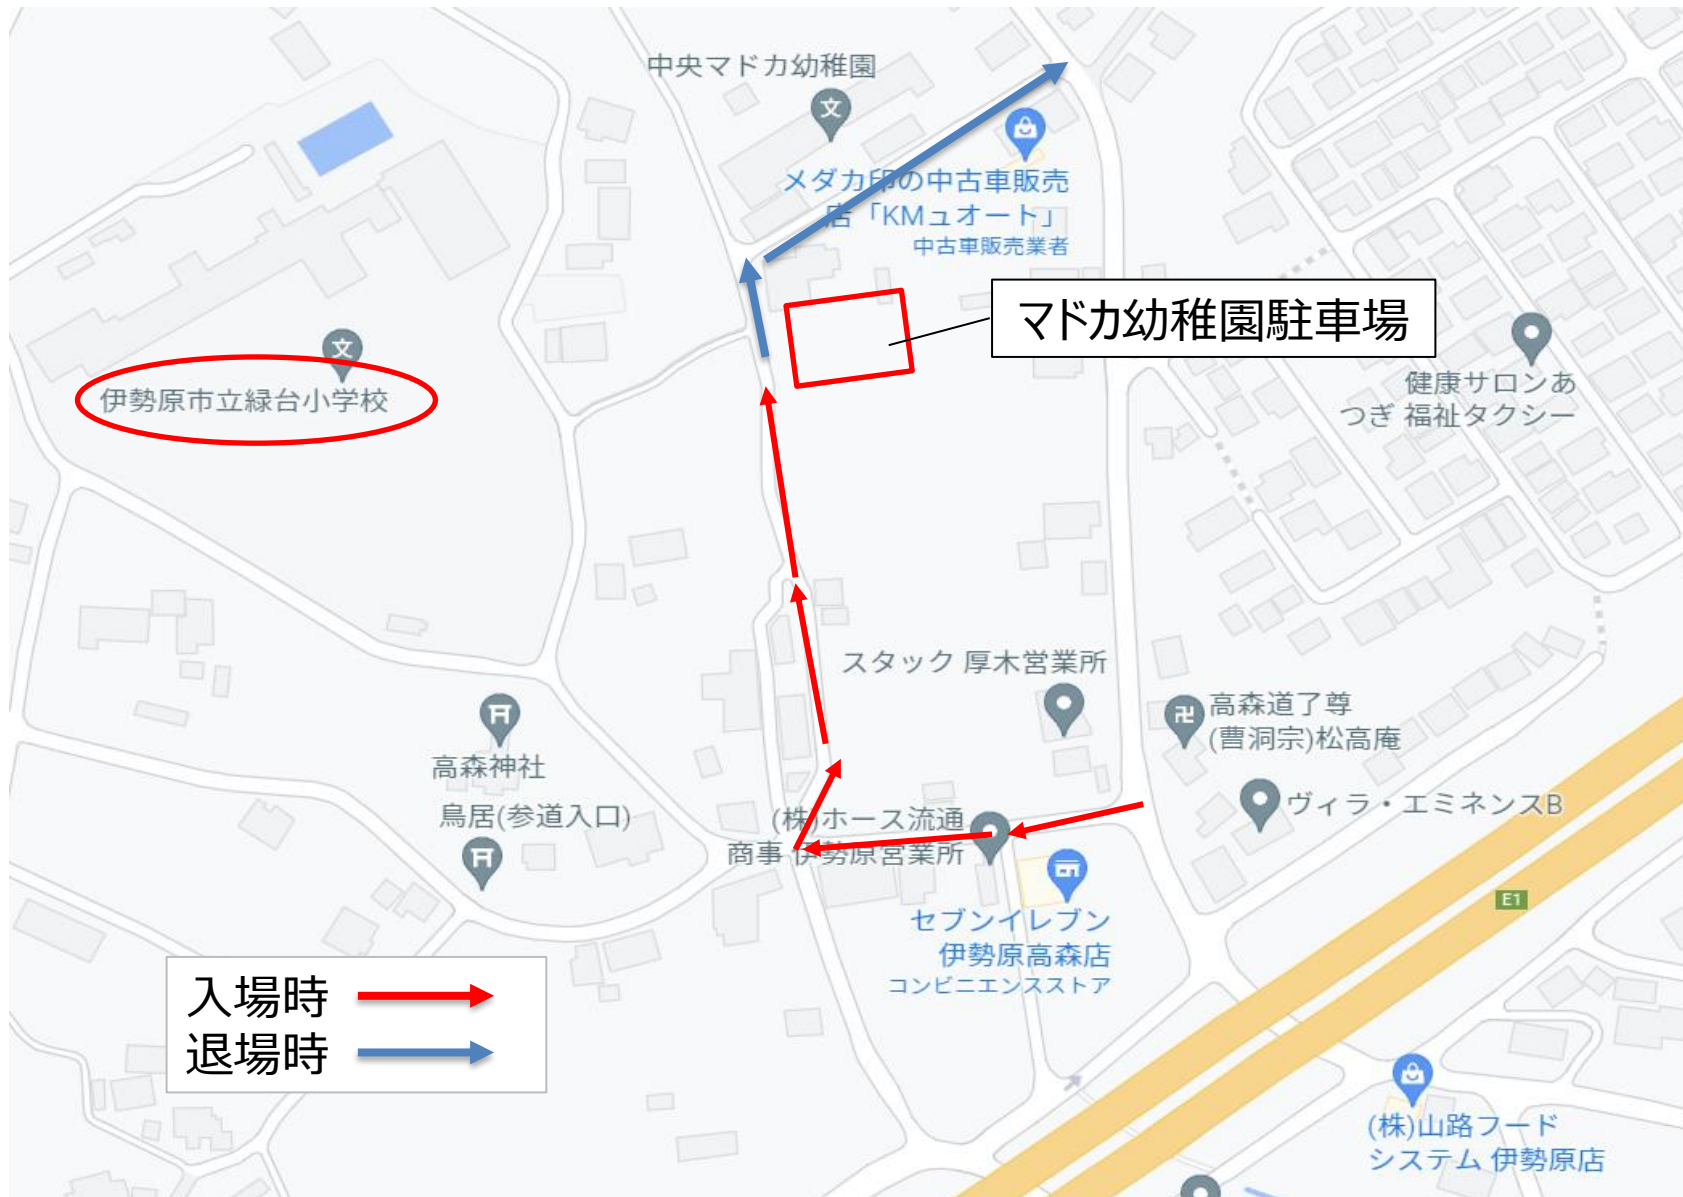 中央マドカ幼稚園
文
メダカ印の中古車販売
店「KMュオート」
中古車販売業者
マドカ幼稚園駐車場
文
伊勢原市立緑台小学校
健康サロンあ
つぎ 福祉タクシー
スタック 厚木営業所
高森道了尊
(曹洞宗)松高庵
高森神社
鳥居(参道入口)
(株)ホース流通
商事 伊勢原営業所
ヴィラ・エミネンスB
セブンイレブン
伊勢原高森店
コンビニエンスストア
E1
入場時
退場時
(株)山路フード
システム 伊勢原店